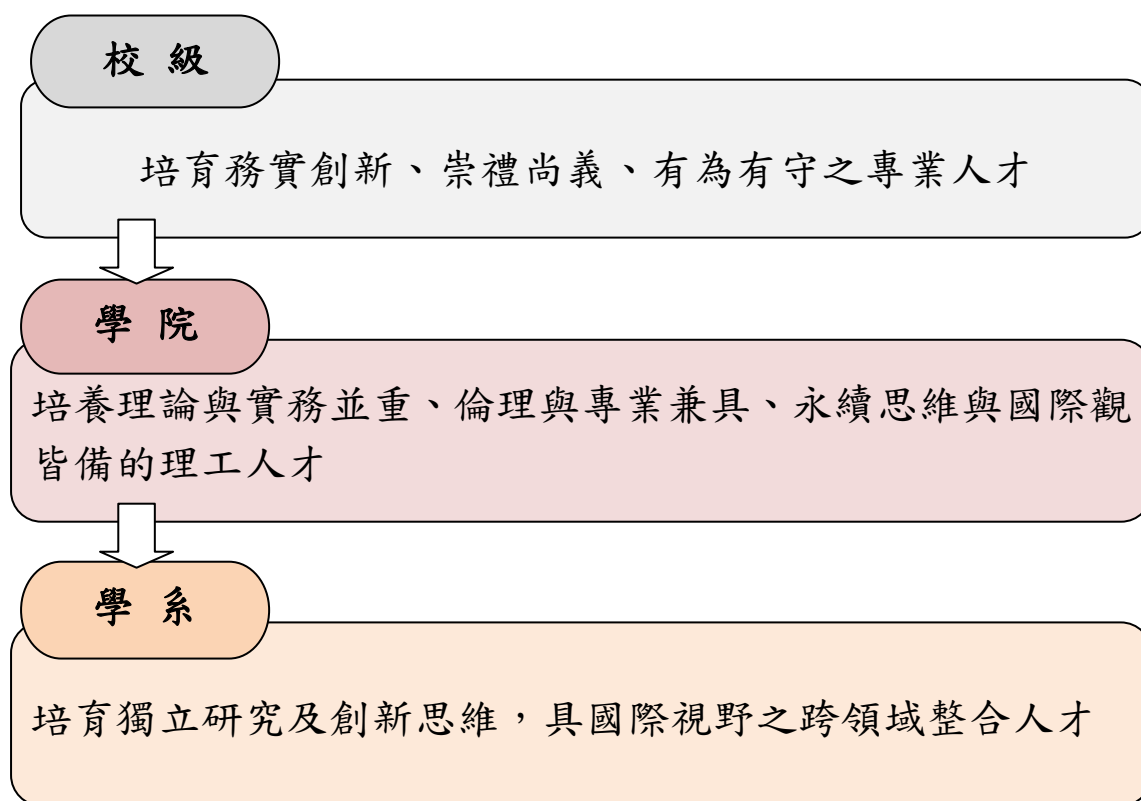 校 級
培育務實創新、崇禮尚義、有為有守之專業人才
學 院
培養理論與實務並重、倫理與專業兼具、永續思維與國際觀
皆備的理工人才
學 系
培育獨立研究及創新思維，具國際視野之跨領域整合人才